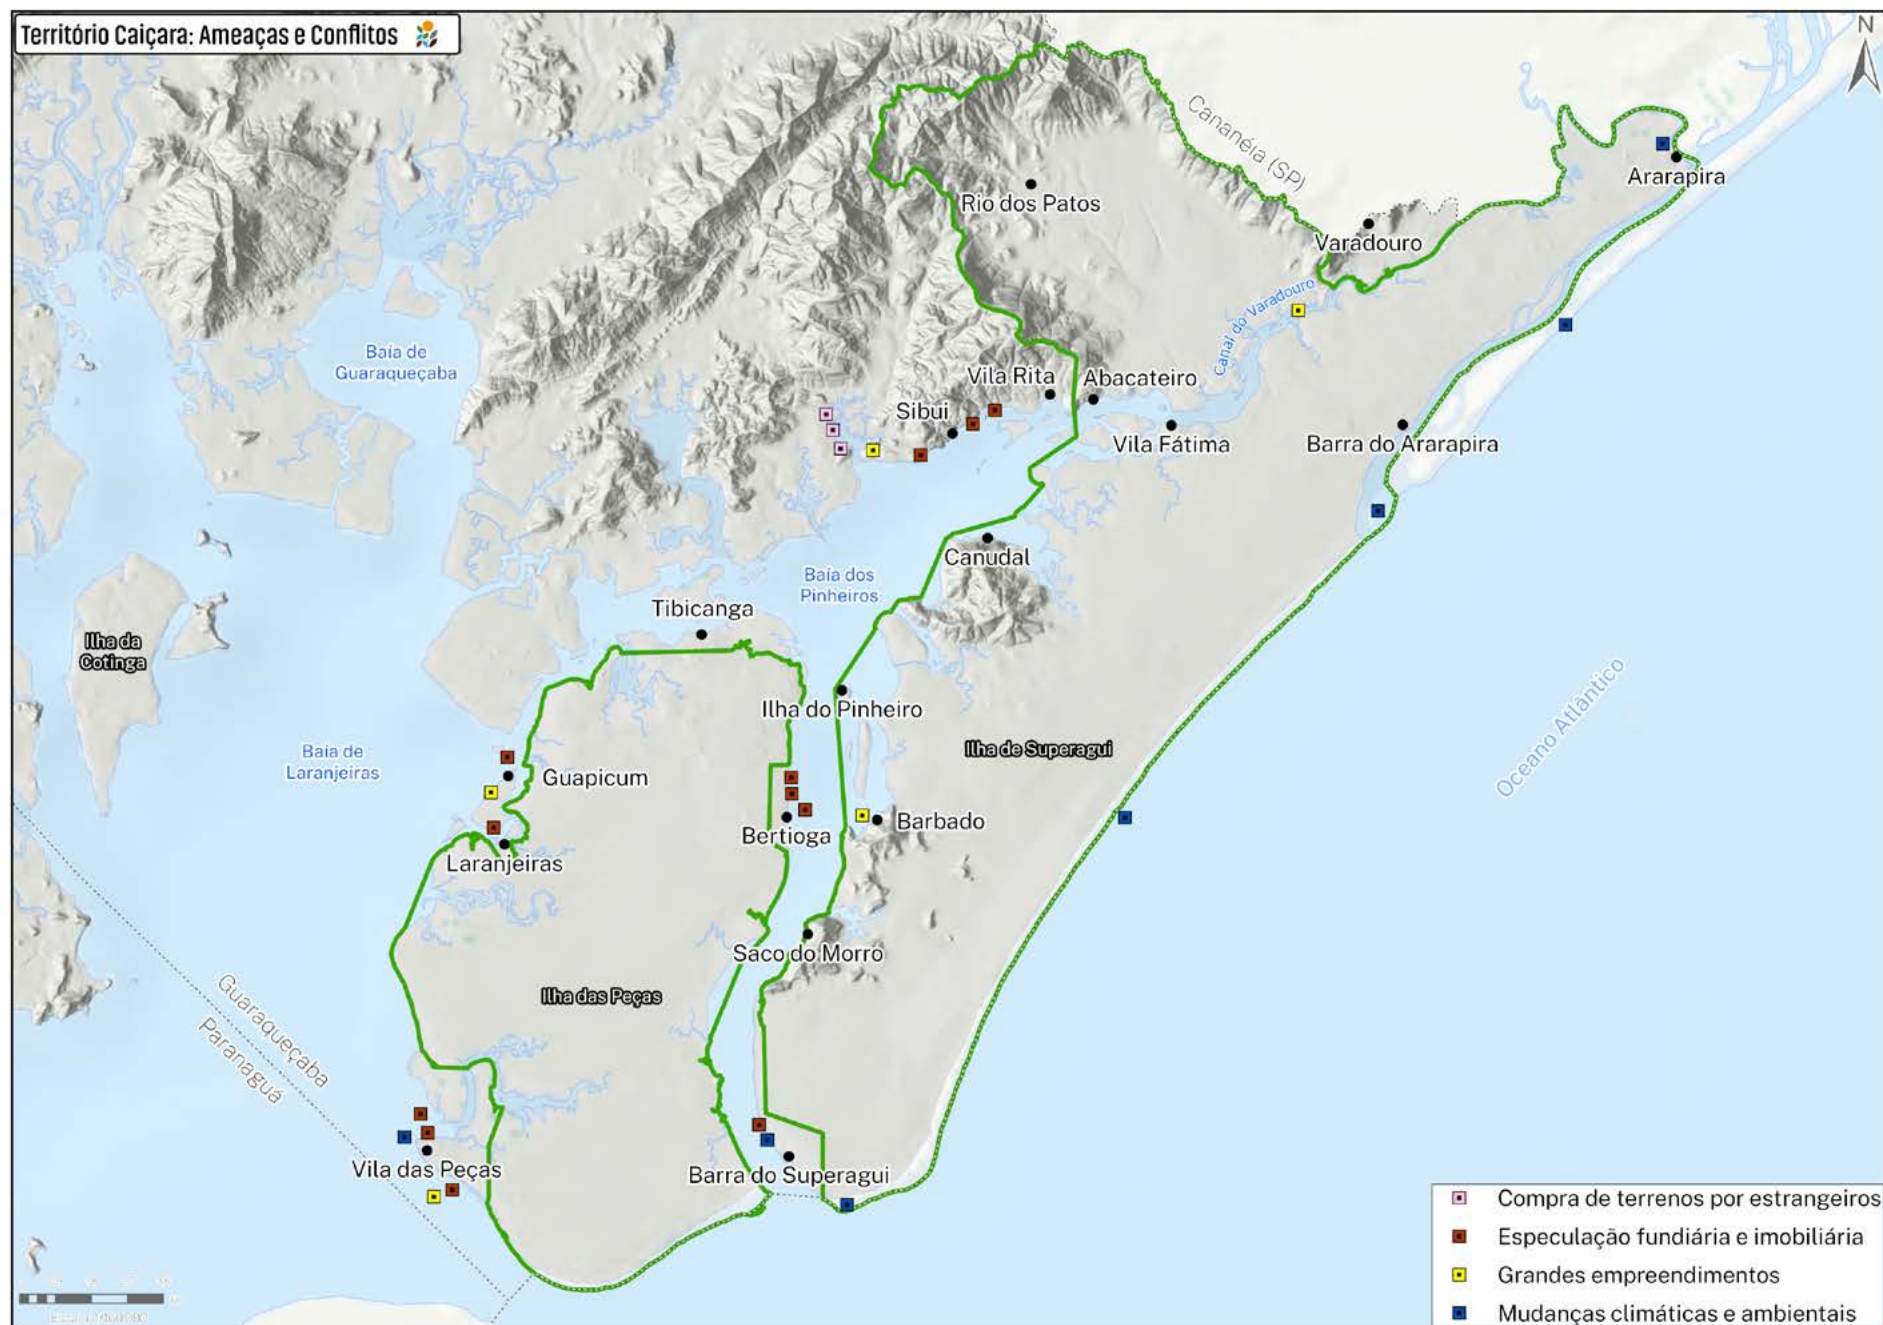 Território Caiçara: Ameaças e Conflitos
N
Cananéia (SP)
Ararapira
Rio dos Patos
Varadouro
Canal do Varadouro
Baía de
Guaraqueçaba
Vila Rita
Abacateiro
Sibui
Vila Fátima
Barra do Ararapira
Canudal
Baía dos
Pinheiros
Tibicanga
Ilha da
Cotinga
Ilha do Pinheiro
Ilha de Superagui
Oceano Atlântico
Baía de
Laranjeiras
Guapicum
Bertioga
Barbado
Laranjeiras
Saco do Morro
Ilha das Peças
Guaraqueçaba
Paranaguá
Vila das Peças
Barra do Superagui
Compra de terrenos por estrangeiros
Especulação fundiária e imobiliária
Grandes empreendimentos
Mudanças climáticas e ambientais